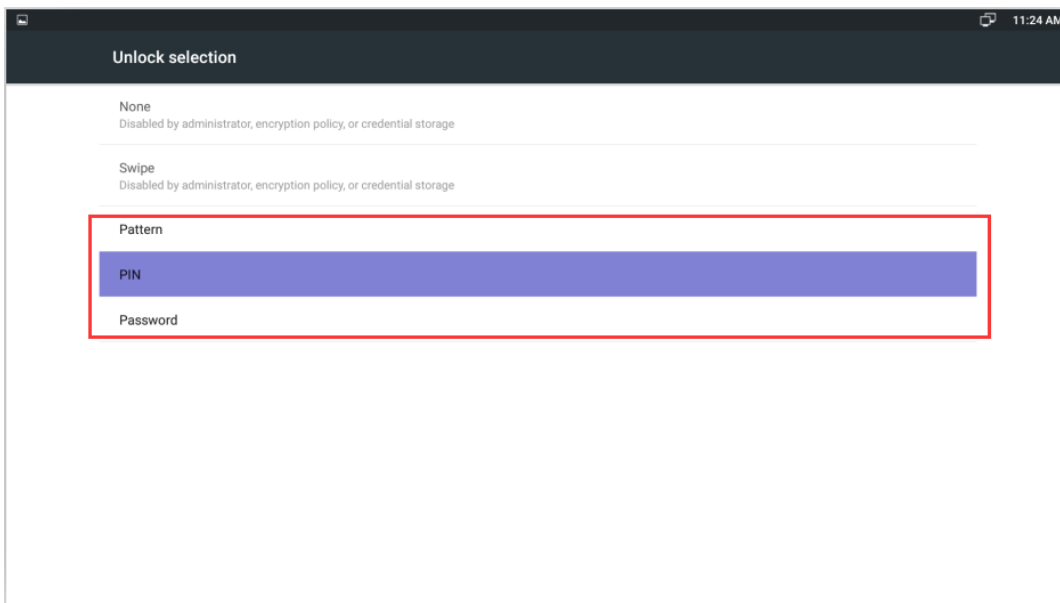 11:24 AM
Unlock selection
None
Disabled by administrator, encryption policy, or credential storage
Swipe
Disabled by administrator, encryption policy, or credential storage
Pattern
PIN
Password